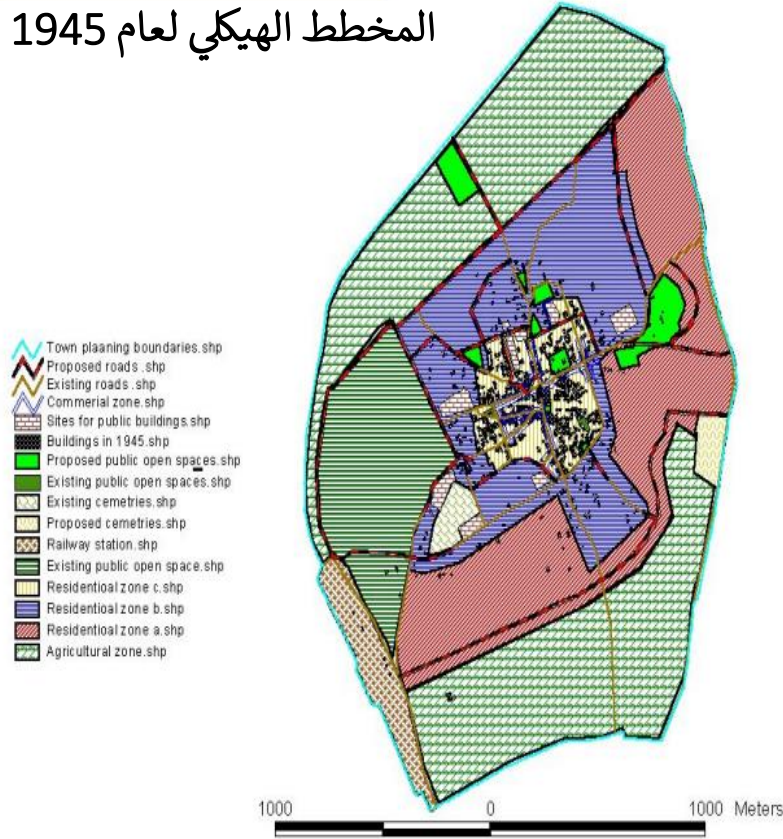 المخطط الهيكلي لعام 1945
Town plaaning boundaries.shp
Proposed roads .shp
Existing roads .shp
Commerial zone.shp
Sites for public buildings.shp
Buildings in 1945.shp
Proposed public open spaces.shp
Existing public open spaces.shp
Existing cemetries.shp
Proposed cemetries.shp
Railway station.shp
Existing public open space.shp
Residentioal zone c.shp
Residentioal zone b.shp
Residentioal zone a.shp
Agricultural zone.shp
1000 0 1000 Meters